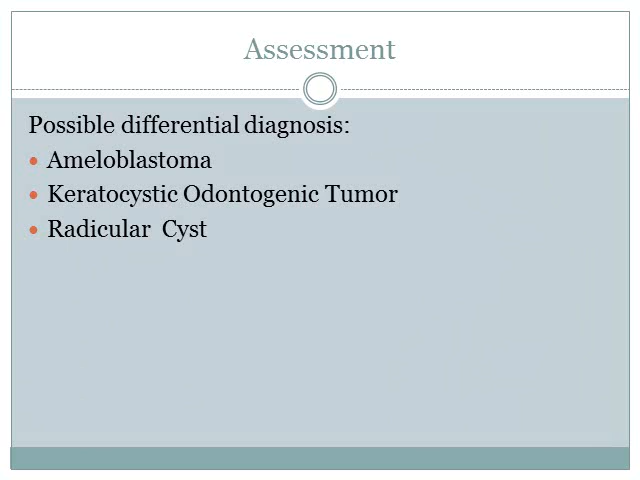 Assessment
Possible differential diagnosis:
• Ameloblastoma
• Keratocystic Odontogenic Tumor
• Radicular  Cyst